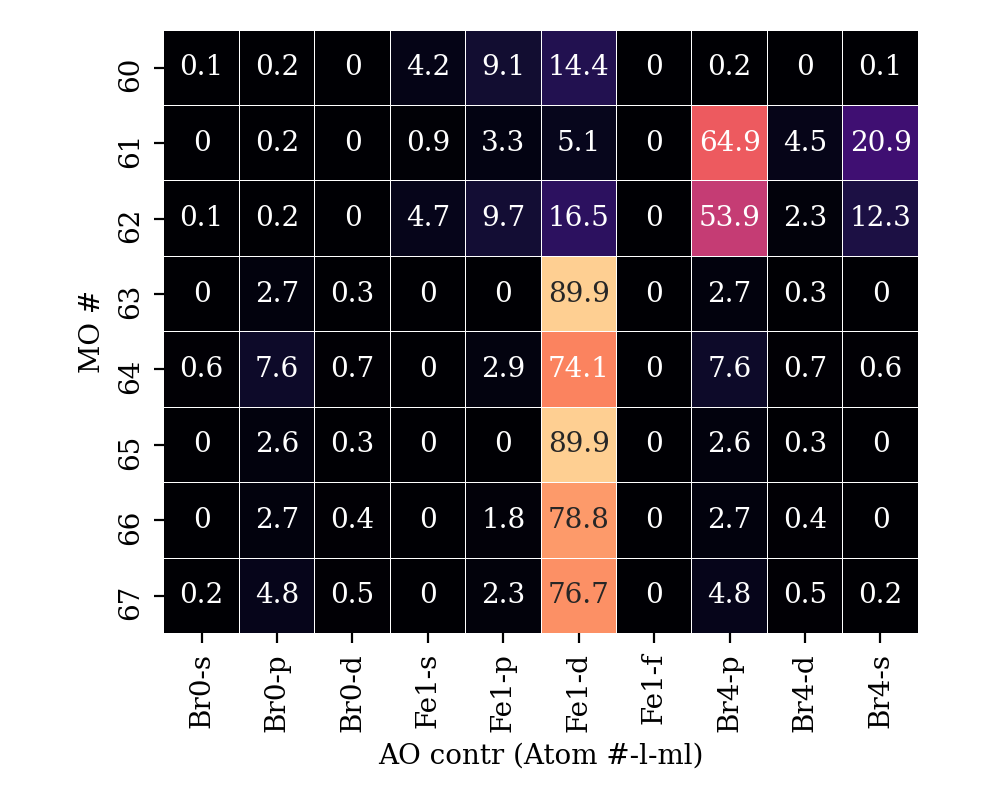 60 0.1 0.2 0 4.2 9.1 14.4 0 0.2 0 0.1
61 0 0.2 0 0.9 3.3 5.1 0 64.9 4.5 20.9
62 0.1 0.2 0 4.7 9.7 16.5 0 53.9 2.3 12.3
63 0 2.7 0.3 0 0 89.9 0 2.7 0.3 0
64 0.6 7.6 0.7 0 2.9 74.1 0 7.6 0.7 0.6
65 0 2.6 0.3 0 0 89.9 0 2.6 0.3 0
66 0 2.7 0.4 0 1.8 78.8 0 2.7 0.4 0
67 0.2 4.8 0.5 0 2.3 76.7 0 4.8 0.5 0.2
MO #
Br0-s Br0-p Br0-d Fe1-s Fe1-p Fe1-d Fe1-f Br4-p Br4-d Br4-s
AO contr (Atom #-l-ml)